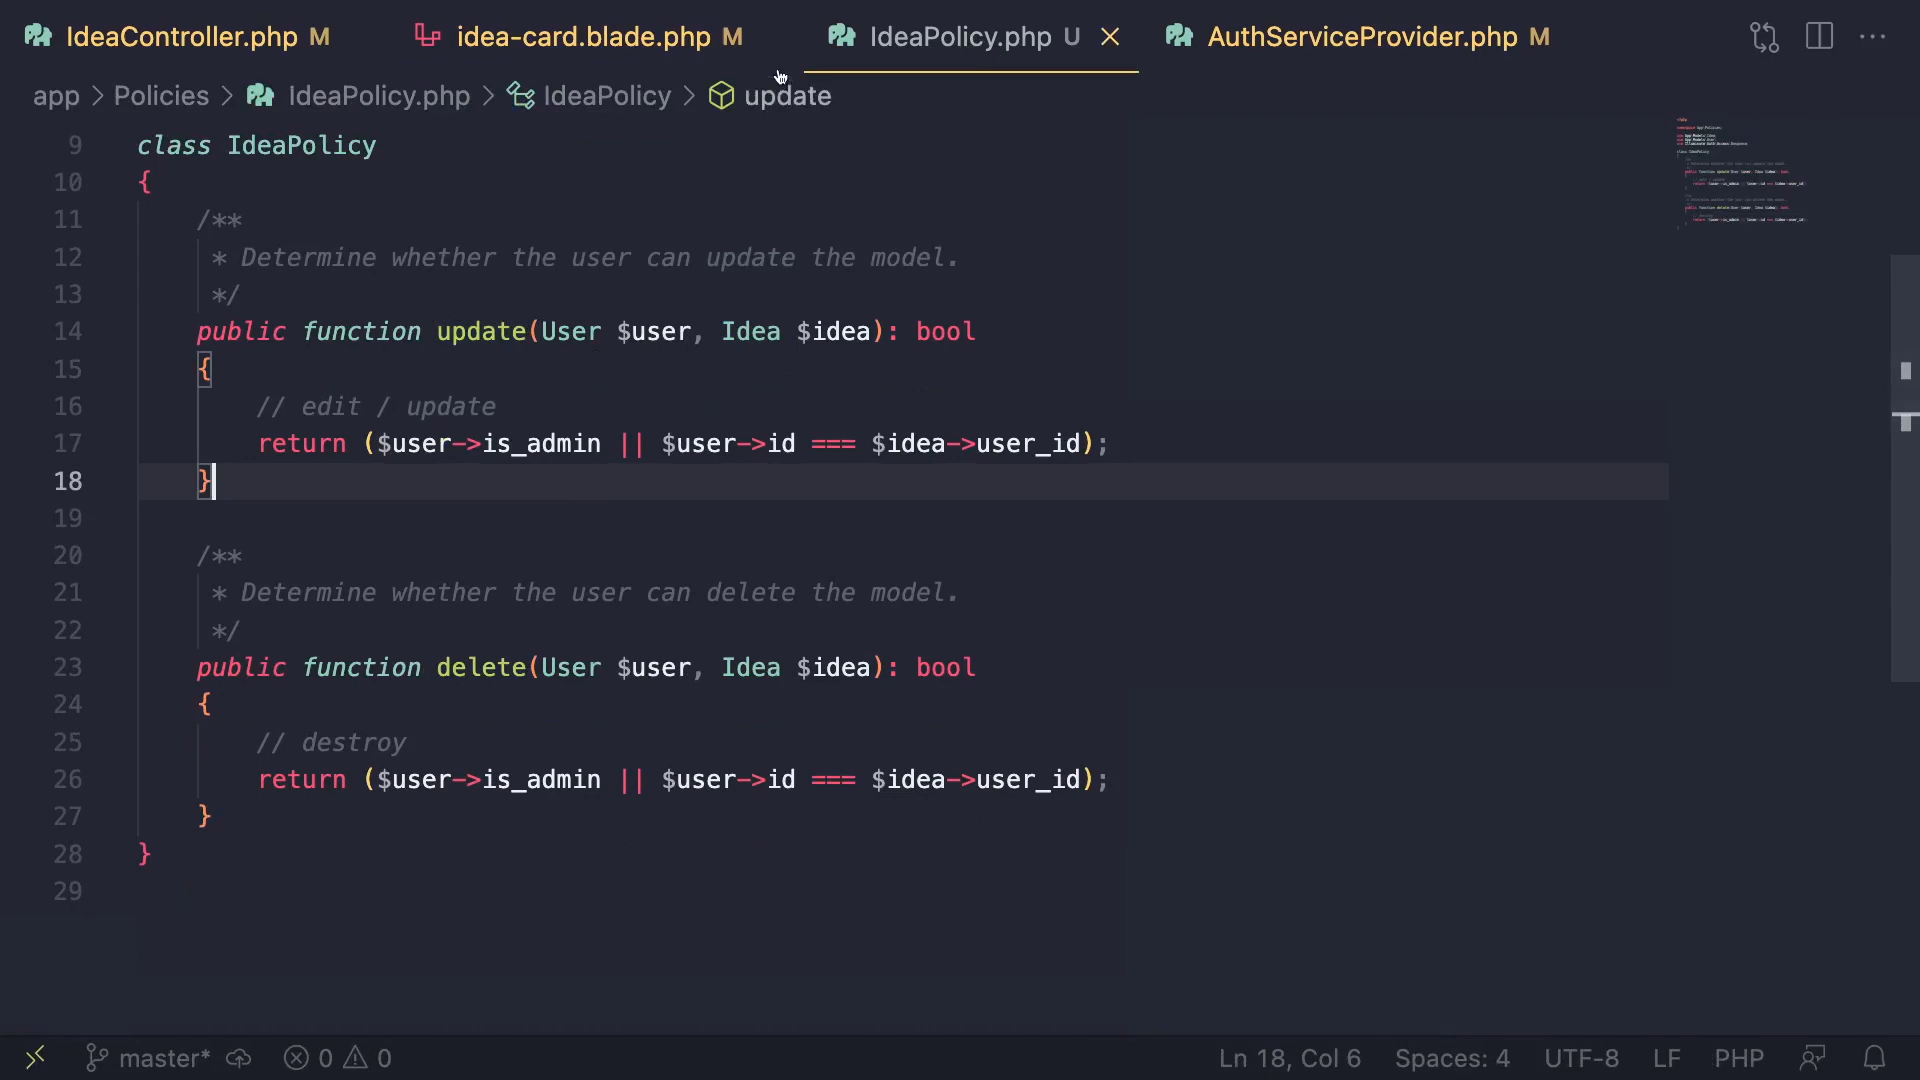 IdeaController.php M idea-card.blade.php M IdeaPolicy.php U AuthServiceProvider.php M
app > Policies > IdeaPolicy.php > IdeaPolicy > update
9 class IdeaPolicy
10 {
11 /**
12 * Determine whether the user can update the model.
13 */
14 public function update(User $user, Idea $idea): bool
15 {
16 // edit / update
17 return ($user->is_admin || $user->id === $idea->user_id);
18 }
19
20 /**
21 * Determine whether the user can delete the model.
22 */
23 public function delete(User $user, Idea $idea): bool
24 {
25 // destroy
26 return ($user->is_admin || $user->id === $idea->user_id);
27 }
28 }
29
master* 0 0 Ln 18, Col 6 Spaces: 4 UTF-8 LF PHP